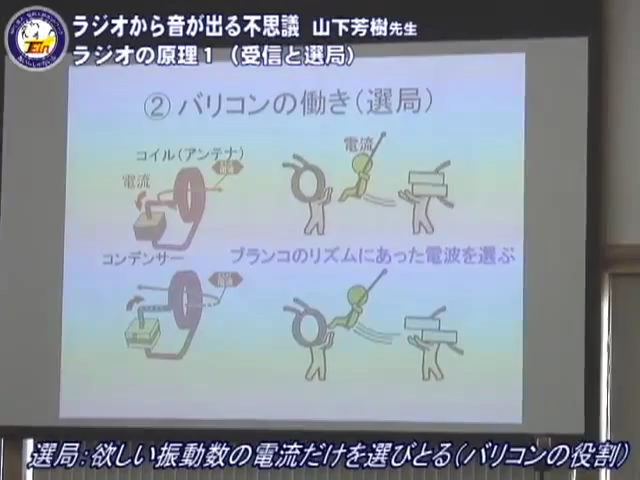 ラジオから音が出る不思議 山下芳樹先生
ラジオの原理1 (受信と選局)
②バリコンの働き(選局)
コイル(アンテナ)
電流
電流
コンデンサー
ブランコのリズムにあった電波を選ぶ
選局:欲しい振動数の電流だけを選びとる(バリコンの役割)